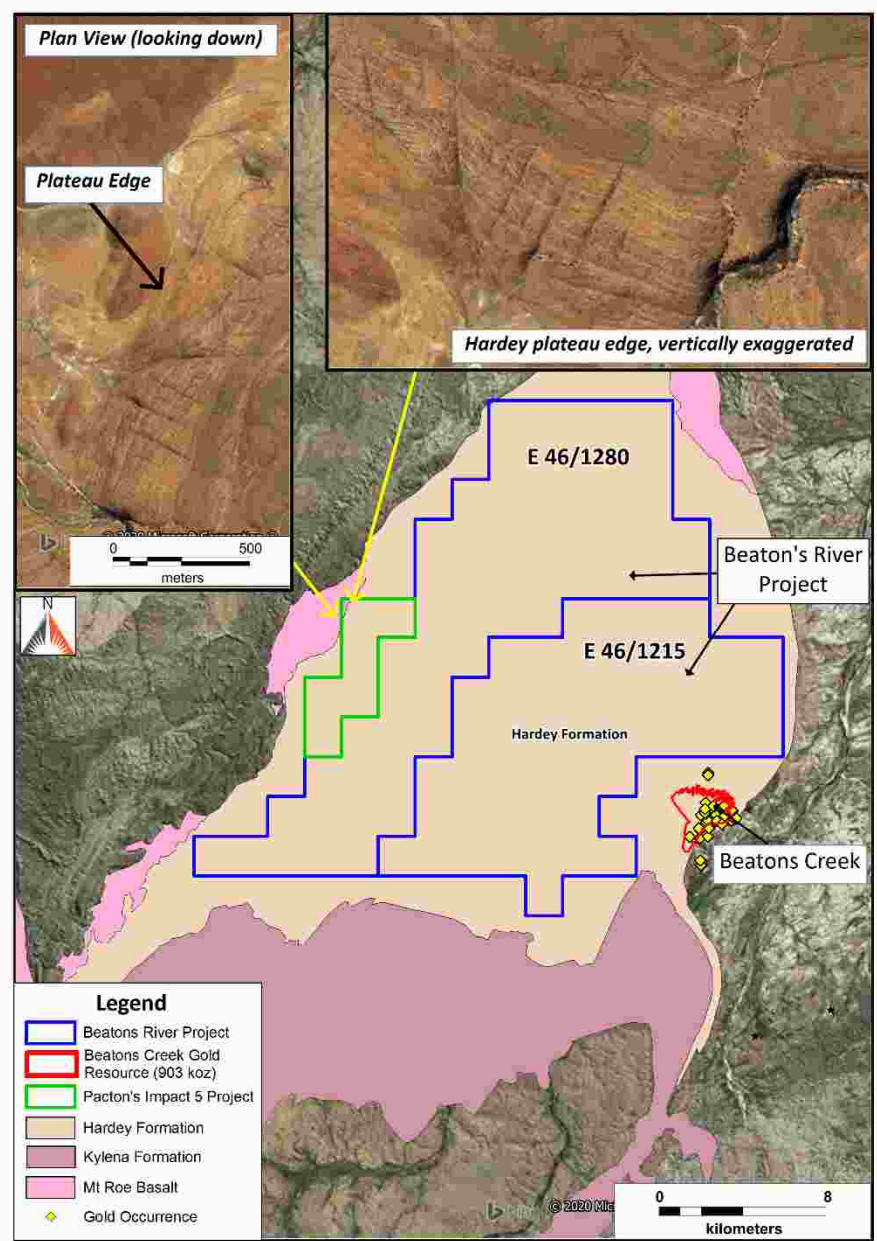 Plan View (looking down)
Plateau Edge
0 500
meters
Hardey plateau edge, vertically exaggerated
N
E 46/1280
Beaton's River
Project
E 46/1215
Hardey Formation
Beatons Creek
Legend
Beatons River Project
Beatons Creek Gold
Resource (903 koz)
Pacton's Impact 5 Project
Hardey Formation
Kylena Formation
Mt Roe Basalt
Gold Occurrence
© 2020
0 8
kilometers